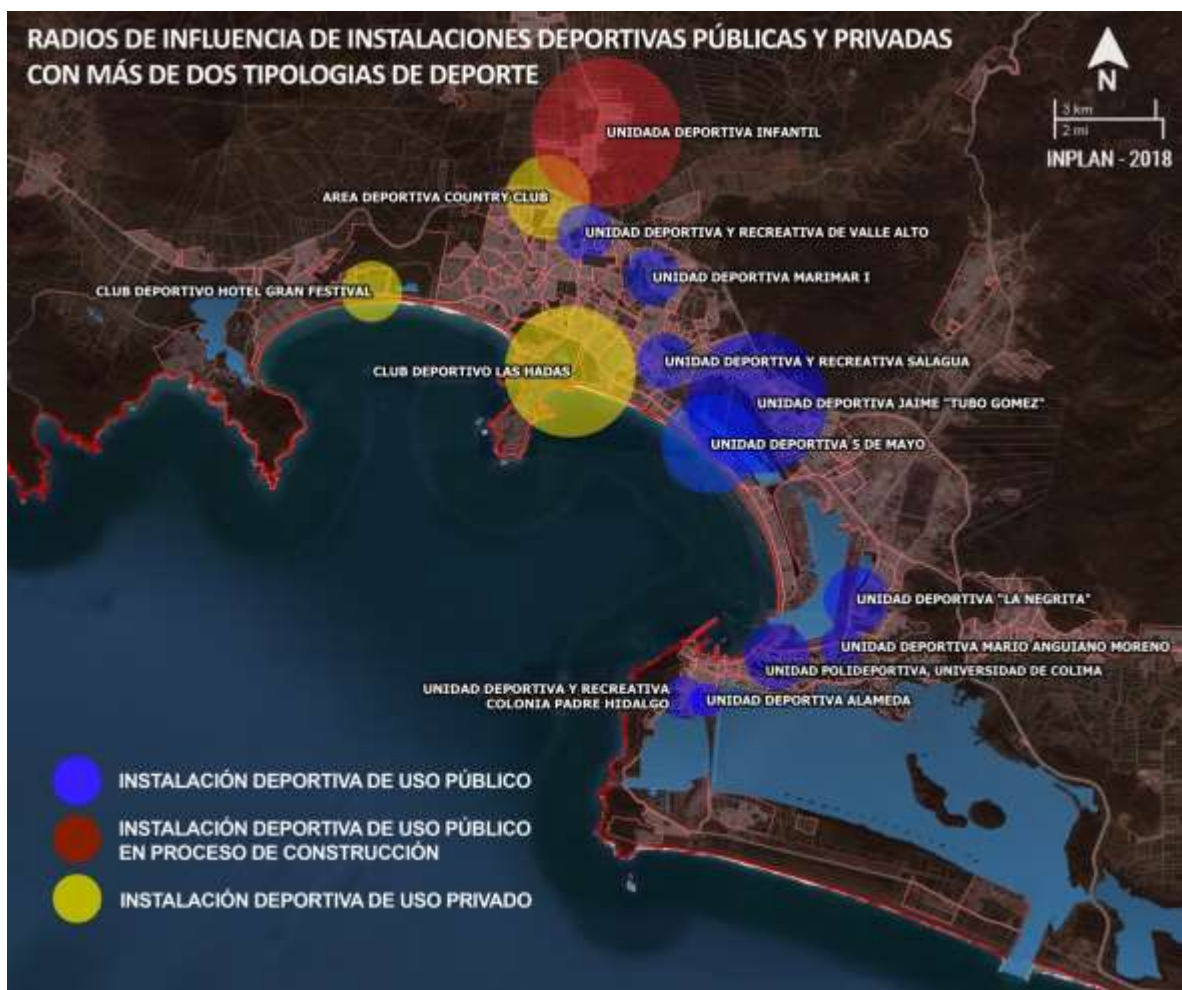 RADIOS DE INFLUENCIA DE INSTALACIONES DEPORTIVAS PÚBLICAS Y PRIVADAS
CON MÁS DE DOS TIPOLOGIAS DE DEPORTE
N
3 km
2 mi
INPLAN - 2018
UNIDADA DEPORTIVA INFANTIL
AREA DEPORTIVA COUNTRY CLUB
UNIDAD DEPORTIVA Y RECREATIVA DE VALLE ALTO
UNIDAD DEPORTIVA MARIMAR I
CLUB DEPORTIVO HOTEL GRAN FESTIVAL
UNIDAD DEPORTIVA Y RECREATIVA SALAGUA
CLUB DEPORTIVO LAS HADAS
UNIDAD DEPORTIVA JAIME "TUBO GOMEZ"
UNIDAD DEPORTIVA 5 DE MAYO
UNIDAD DEPORTIVA "LA NEGRITA"
UNIDAD DEPORTIVA MARIO ANGUIANO MORENO
UNIDAD POLIDEPORTIVA, UNIVERSIDAD DE COLIMA
UNIDAD DEPORTIVA Y RECREATIVA
COLONIA PADRE HIDALGO
UNIDAD DEPORTIVA ALAMEDA
INSTALACIÓN DEPORTIVA DE USO PÚBLICO
INSTALACIÓN DEPORTIVA DE USO PÚBLICO
EN PROCESO DE CONSTRUCCIÓN
INSTALACIÓN DEPORTIVA DE USO PRIVADO